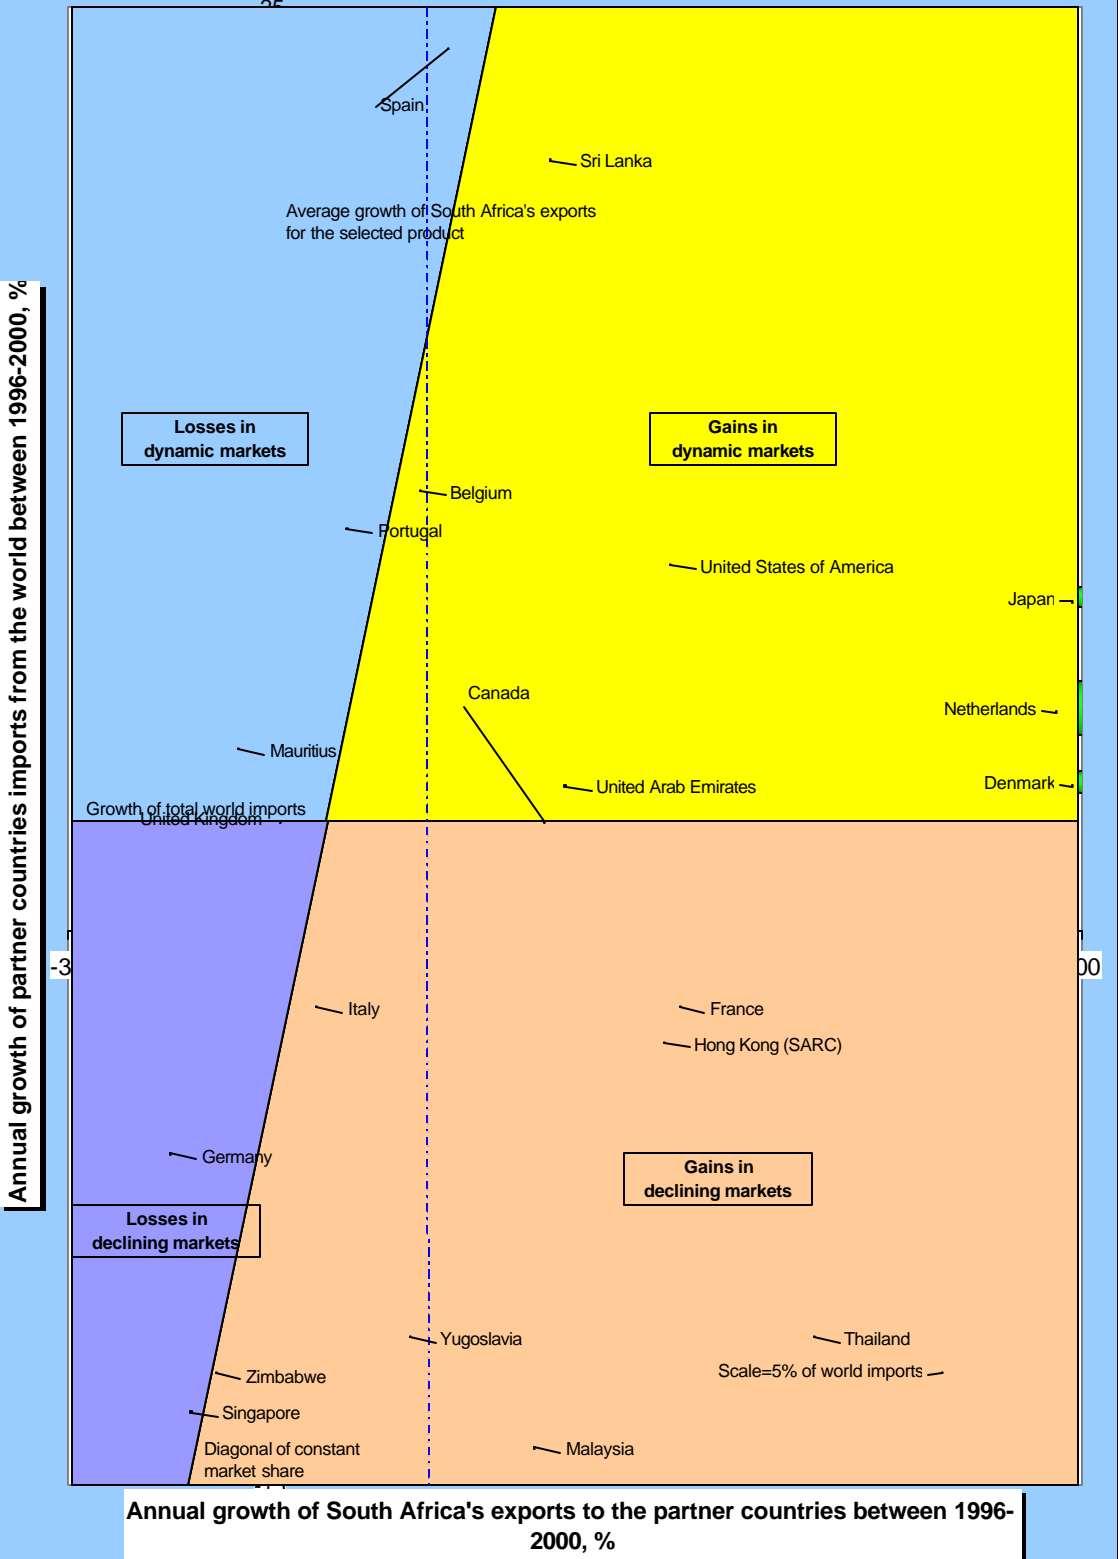 Spain
Sri Lanka
Average growth of South Africa's exports
for the selected product
Annual growth of partner countries imports from the world between 1996-2000, %
Losses in
dynamic markets
Gains in
dynamic markets
Belgium
Portugal
United States of America
Japan
Canada
Netherlands
Mauritius
United Arab Emirates
Denmark
Growth of total world imports
United Kingdom
-3
00
Italy
France
Hong Kong (SARC)
Germany
Gains in
declining markets
Losses in
declining markets
Yugoslavia
Thailand
Scale=5% of world imports
Zimbabwe
Singapore
Diagonal of constant
market share
Malaysia
Annual growth of South Africa's exports to the partner countries between 1996-
2000, %